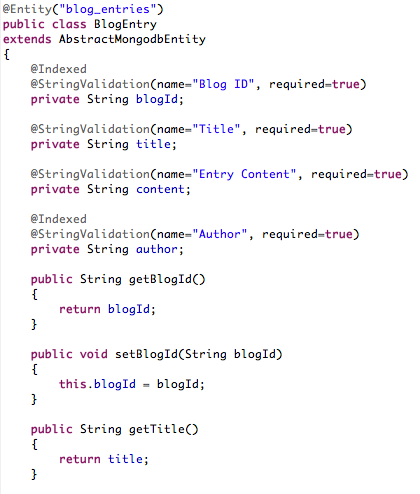 @Entity("blog_entries")
public class BlogEntry
extends AbstractMongodbEntity
{
    @Indexed
    @StringValidation(name="Blog ID", required=true)
    private String blogId;

    @StringValidation(name="Title", required=true)
    private String title;

    @StringValidation(name="Entry Content", required=true)
    private String content;

    @Indexed
    @StringValidation(name="Author", required=true)
    private String author;

    public String getBlogId()
    {
        return blogId;
    }

    public void setBlogId(String blogId)
    {
        this.blogId = blogId;
    }

    public String getTitle()
    {
        return title;
    }